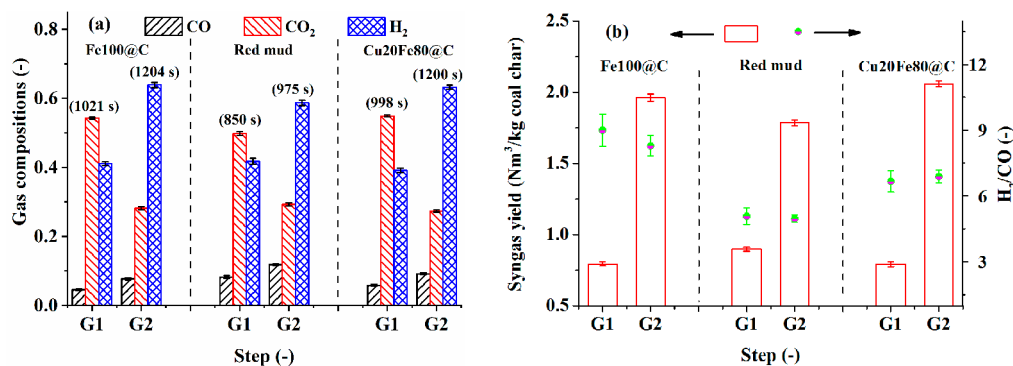 (a) CO CO₂ H₂
Fe100@C Red mud Cu20Fe80@C
(1021 s) (1204 s) (850 s) (975 s) (998 s) (1200 s)
0.8
0.6
0.4
0.2
0.0
Gas compositions (-)
G1 G2 G1 G2 G1 G2
Step (-)
(b)
Fe100@C Red mud Cu20Fe80@C
2.5
2.0
1.5
1.0
0.5
Syngas yield (Nm³/kg coal char)
12
9
6
3
H₂/CO (-)
G1 G2 G1 G2 G1 G2
Step (-)